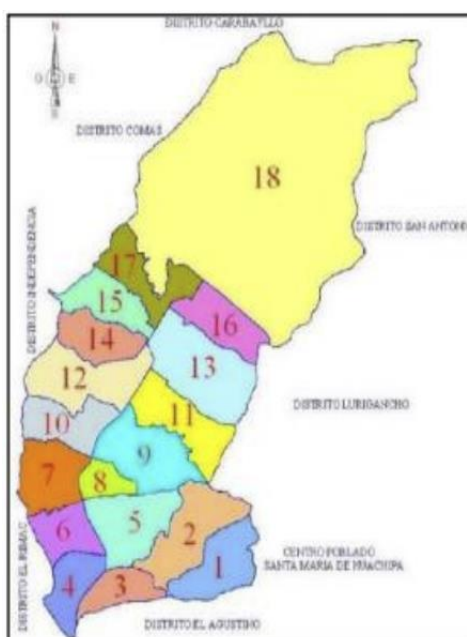 DISTRITO CARABAYLLO
N
O E
DISTRITO COMAS
18
DISTRITO SAN ANTONI
DISTRITO INDEPENDENCIA
17
15
16
14
13
12
DISTRITO LURIGANCHO
11
10
9
7
8
6
5
2
CENTRO POBLADO
SANTA MARIA DE HUACHIPA
1
4
3
DISTRITO EL RIMAC
DISTRITO EL AGUSTINO